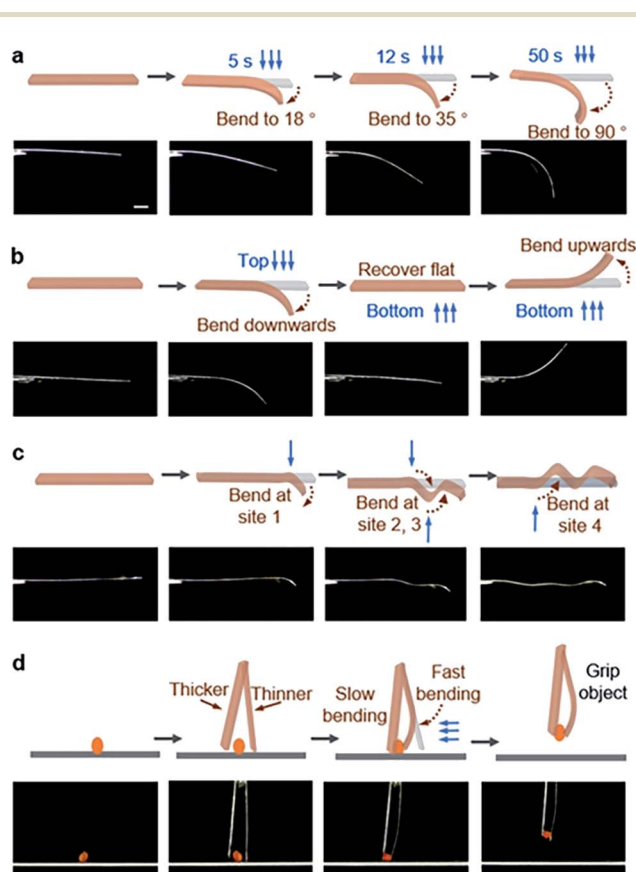 a
5 s
12 s
50 s
Bend to 18 °
Bend to 35 °
Bend to 90 °
b
Top
Bend downwards
Recover flat
Bottom
Bend upwards
Bottom
c
Bend at
site 1
Bend at
site 2, 3
Bend at
site 4
d
Thicker
Thinner
Slow
bending
Fast
bending
Grip
object